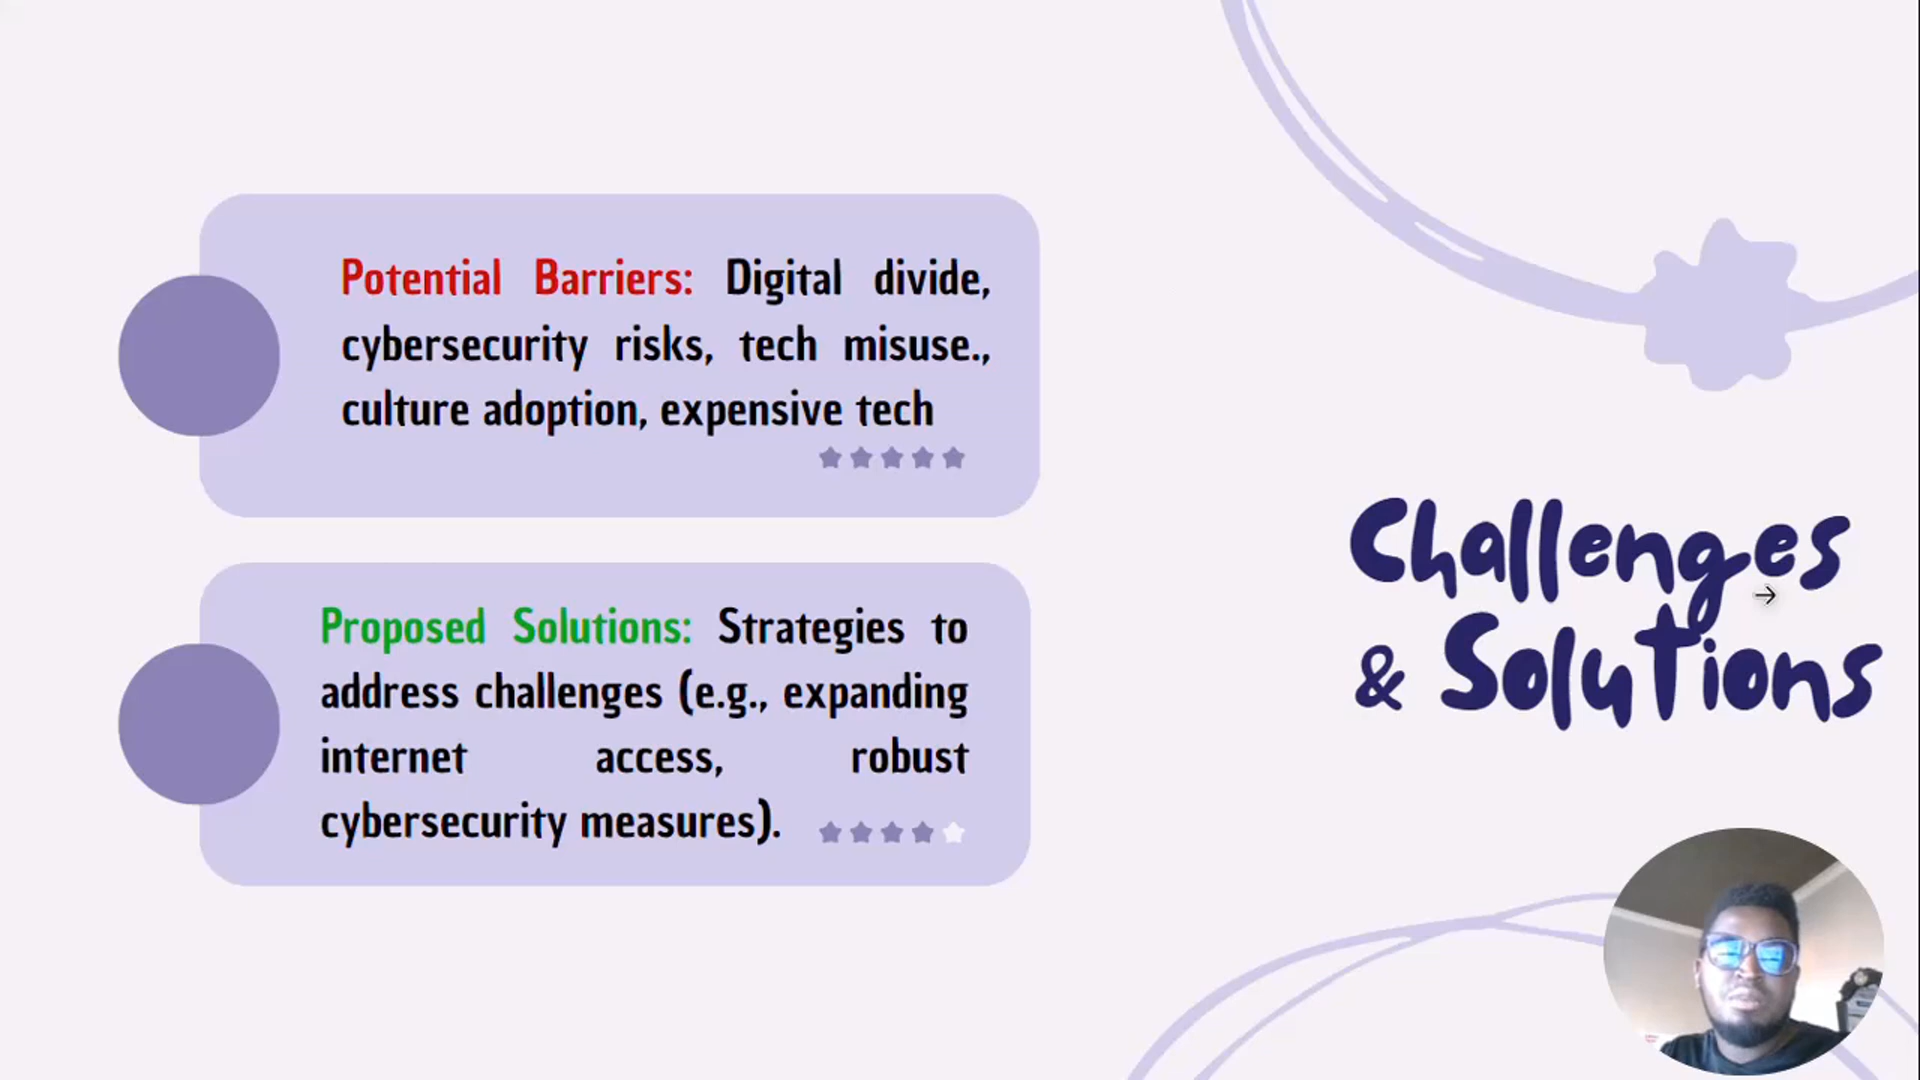 Potential Barriers: Digital divide,
cybersecurity risks, tech misuse.,
culture adoption, expensive tech
Proposed Solutions: Strategies to
address challenges (e.g., expanding
internet access, robust
cybersecurity measures).
Challenges
& Solutions